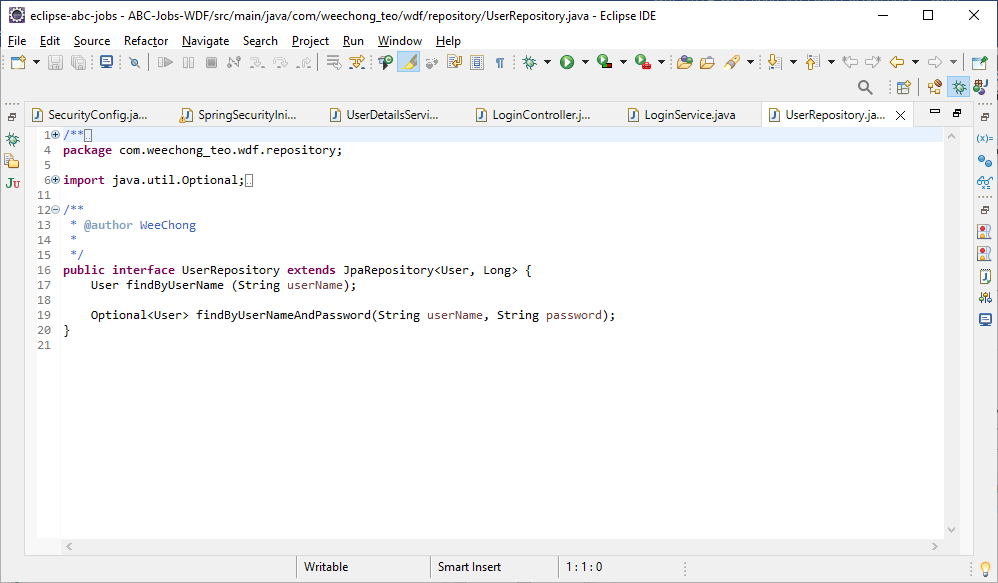 eclipse-abc-jobs - ABC-Jobs-WDF/src/main/java/com/weechong_teo/wdf/repository/UserRepository.java - Eclipse IDE
File Edit Source Refactor Navigate Search Project Run Window Help
SecurityConfig.ja... SpringSecurityIni... UserDetailsServi... LoginController.j... LoginService.java UserRepository.ja...
1 /**
4 package com.weechong_teo.wdf.repository;
5
6 import java.util.Optional;
11
12 /**
13  * @author WeeChong
14  *
15  */
16 public interface UserRepository extends JpaRepository<User, Long> {
17     User findByUserName (String userName);
18
19     Optional<User> findByUserNameAndPassword(String userName, String password);
20 }
21
(x)=
Ju
Writable Smart Insert 1 : 1 : 0